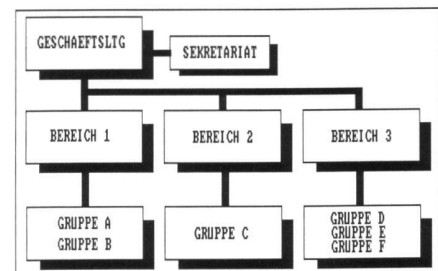 GESCHAEFTSLTG
SEKRETARIAT
BEREICH 1
BEREICH 2
BEREICH 3
GRUPPE A
GRUPPE B
GRUPPE C
GRUPPE D
GRUPPE E
GRUPPE F